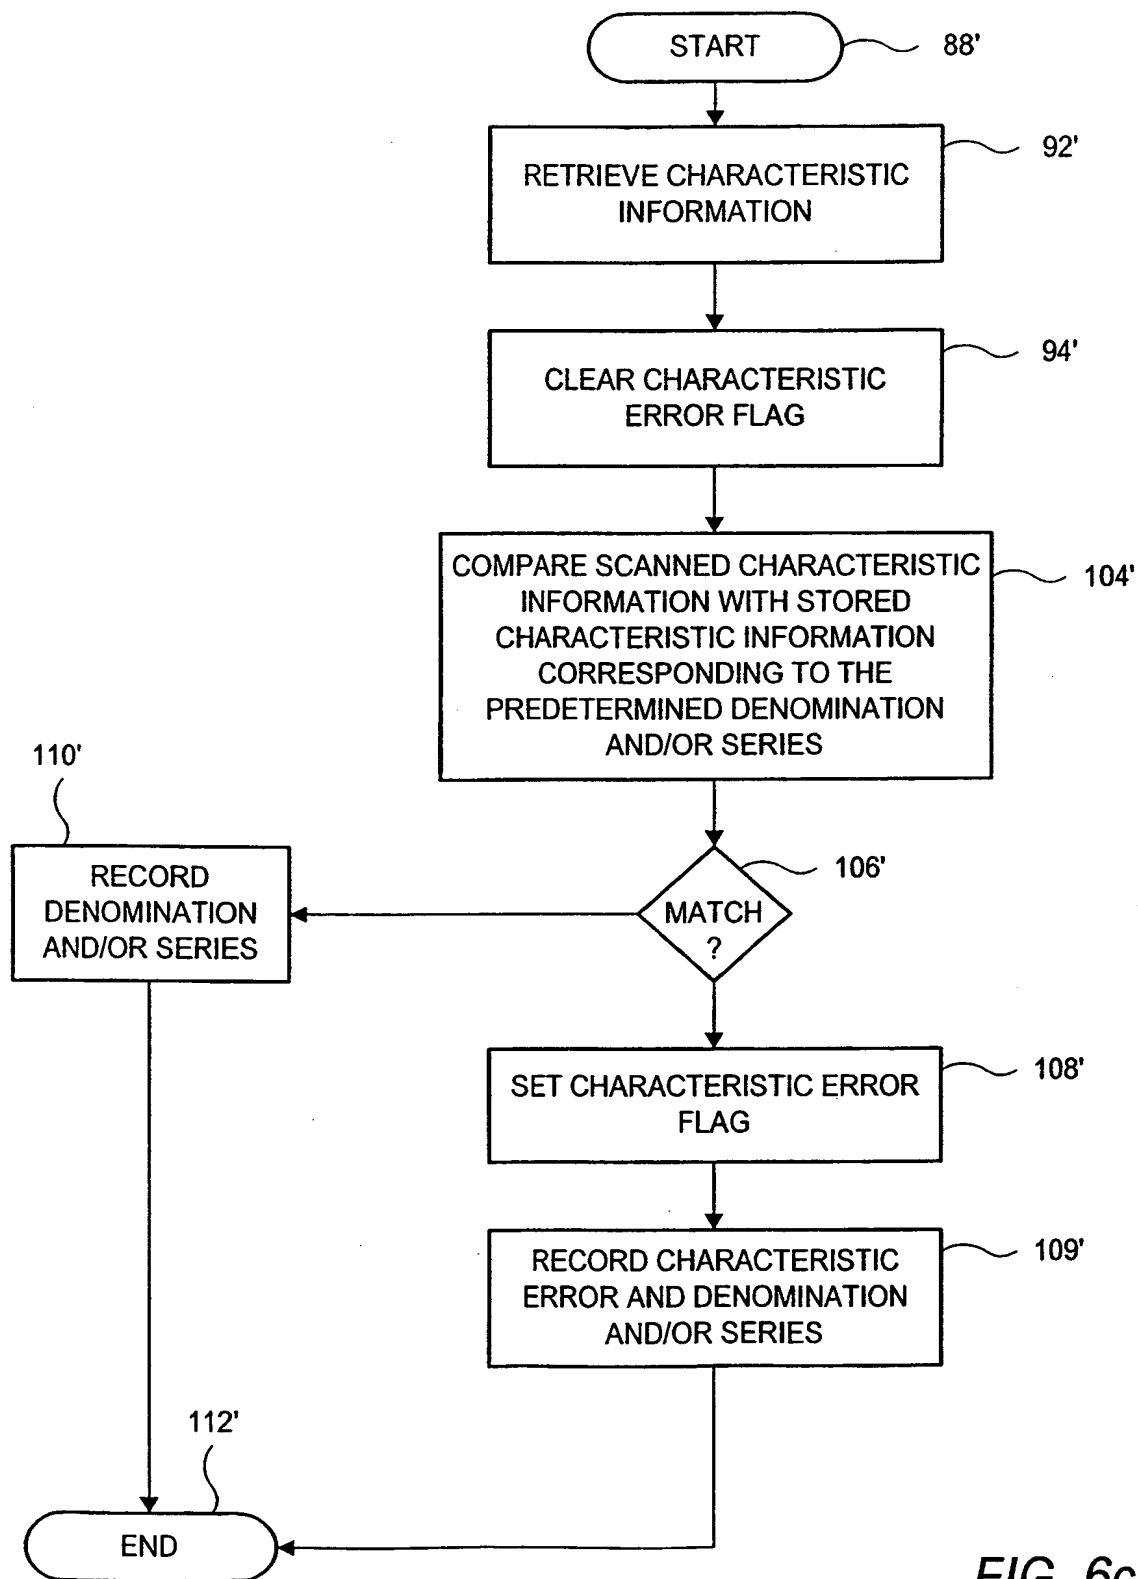 START
88'
92'
RETRIEVE CHARACTERISTIC
INFORMATION
94'
CLEAR CHARACTERISTIC
ERROR FLAG
COMPARE SCANNED CHARACTERISTIC
INFORMATION WITH STORED
CHARACTERISTIC INFORMATION
CORRESPONDING TO THE
PREDETERMINED DENOMINATION
AND/OR SERIES
104'
110'
RECORD
DENOMINATION
AND/OR SERIES
106'
MATCH
?
108'
SET CHARACTERISTIC ERROR
FLAG
109'
RECORD CHARACTERISTIC
ERROR AND DENOMINATION
AND/OR SERIES
112'
END
FIG. 6c